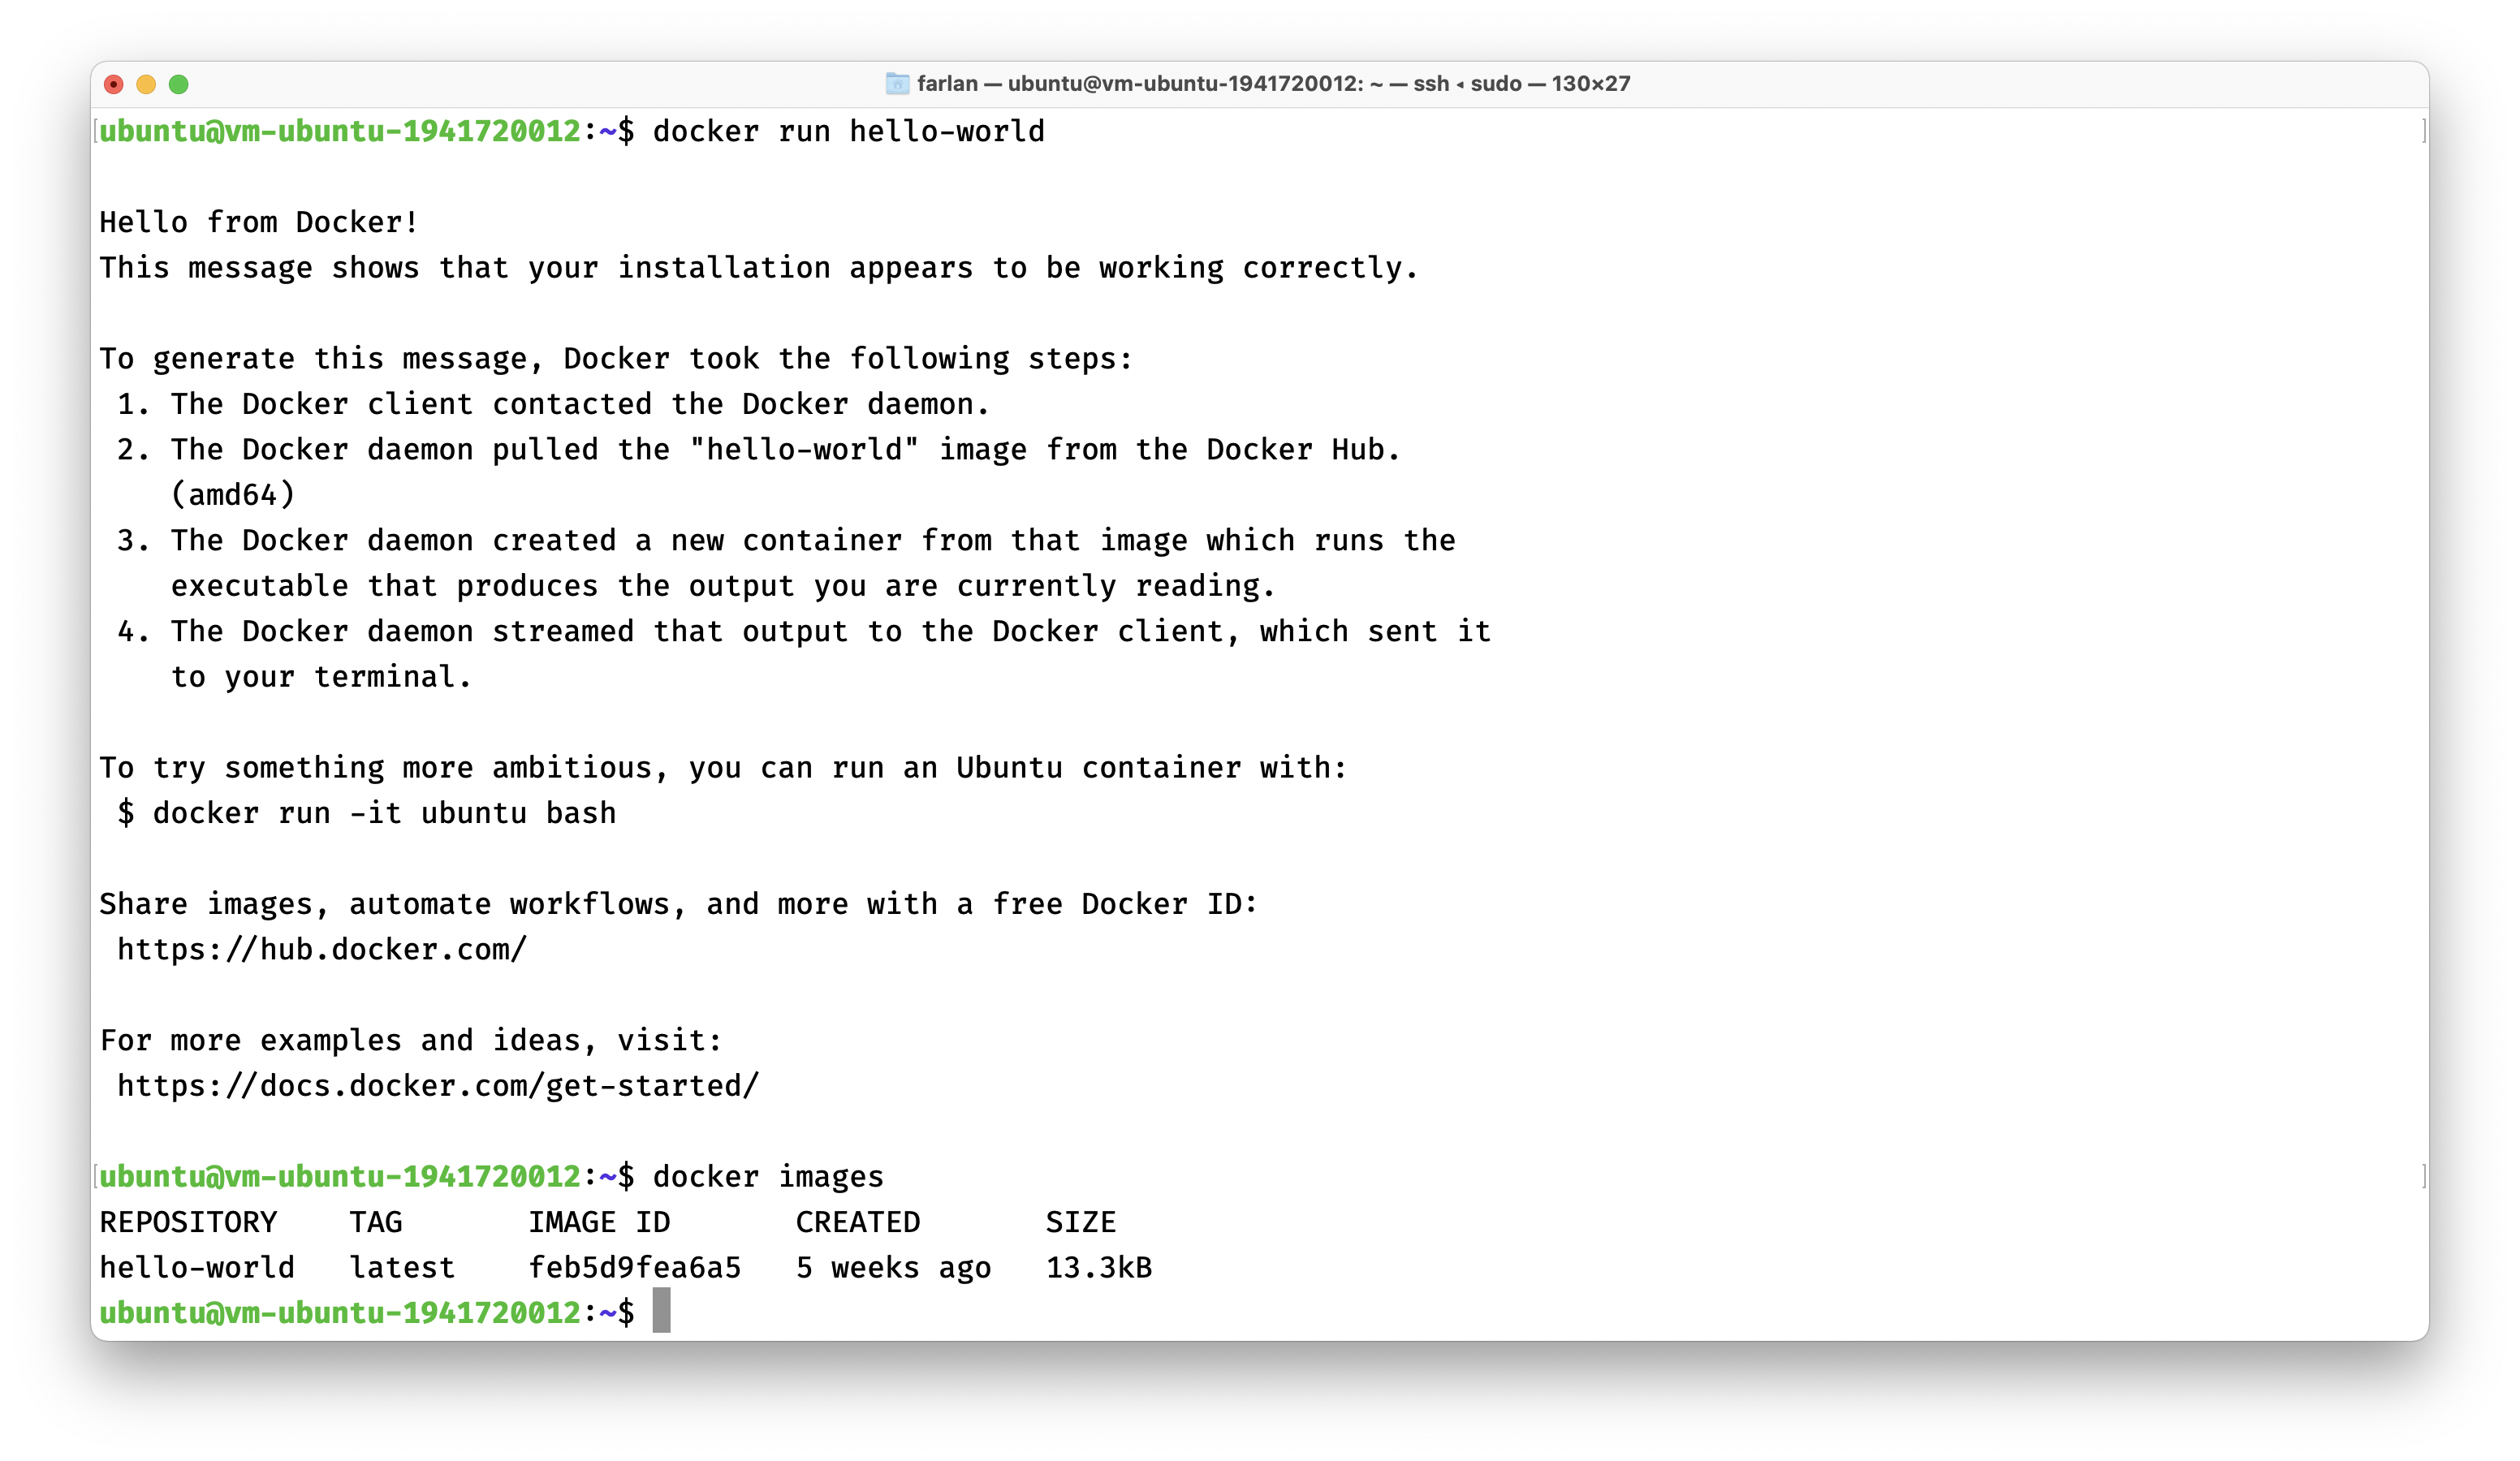 farlan — ubuntu@vm-ubuntu-1941720012: ~ — ssh ◂ sudo — 130×27
ubuntu@vm-ubuntu-1941720012:~$ docker run hello-world
Hello from Docker!
This message shows that your installation appears to be working correctly.
To generate this message, Docker took the following steps:
1. The Docker client contacted the Docker daemon.
2. The Docker daemon pulled the "hello-world" image from the Docker Hub.
(amd64)
3. The Docker daemon created a new container from that image which runs the
executable that produces the output you are currently reading.
4. The Docker daemon streamed that output to the Docker client, which sent it
to your terminal.
To try something more ambitious, you can run an Ubuntu container with:
$ docker run -it ubuntu bash
Share images, automate workflows, and more with a free Docker ID:
https://hub.docker.com/
For more examples and ideas, visit:
https://docs.docker.com/get-started/
ubuntu@vm-ubuntu-1941720012:~$ docker images
REPOSITORY TAG IMAGE ID CREATED SIZE
hello-world latest feb5d9fea6a5 5 weeks ago 13.3kB
ubuntu@vm-ubuntu-1941720012:~$